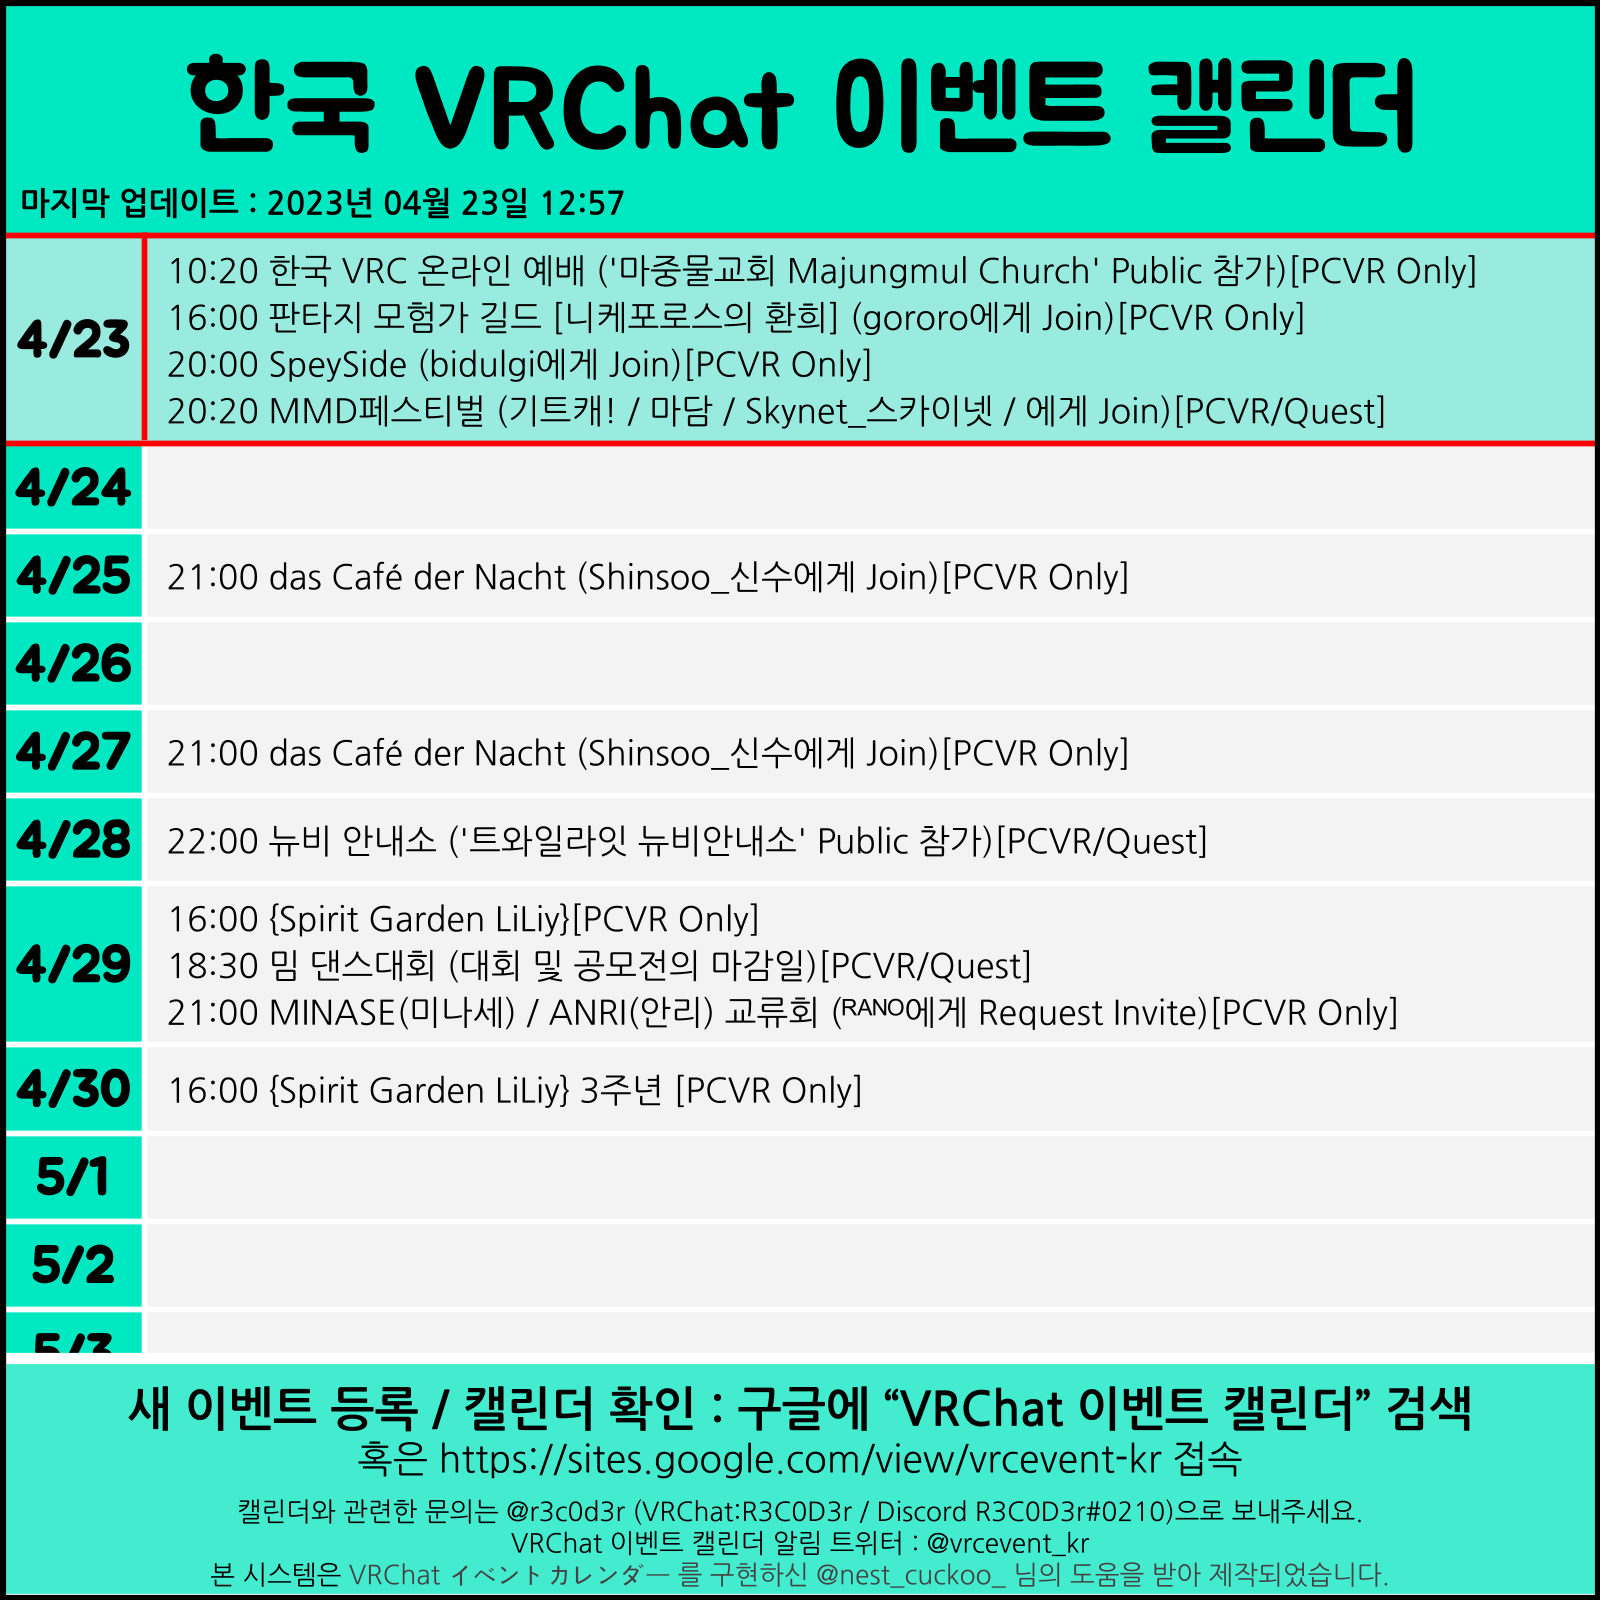 한국 VRChat 이벤트 캘린더
마지막 업데이트 : 2023년 04월 23일 12:57
4/23
10:20 한국 VRC 온라인 예배 ('마중물교회 Majungmul Church' Public 참가)[PCVR Only]
16:00 판타지 모험가 길드 [니케포로스의 환희] (gororo에게 Join)[PCVR Only]
20:00 SpeySide (bidulgi에게 Join)[PCVR Only]
20:20 MMD페스티벌 (기트캐! / 마담 / Skynet_스카이넷 / 에게 Join)[PCVR/Quest]
4/24
4/25
21:00 das Café der Nacht (Shinsoo_신수에게 Join)[PCVR Only]
4/26
4/27
21:00 das Café der Nacht (Shinsoo_신수에게 Join)[PCVR Only]
4/28
22:00 뉴비 안내소 ('트와일라잇 뉴비안내소' Public 참가)[PCVR/Quest]
4/29
16:00 {Spirit Garden LiLiy}[PCVR Only]
18:30 밈 댄스대회 (대회 및 공모전의 마감일)[PCVR/Quest]
21:00 MINASE(미나세) / ANRI(안리) 교류회 (ᴿᴬᴺᴼ에게 Request Invite)[PCVR Only]
4/30
16:00 {Spirit Garden LiLiy} 3주년 [PCVR Only]
5/1
5/2
5/3
새 이벤트 등록 / 캘린더 확인 : 구글에 “VRChat 이벤트 캘린더” 검색
혹은 https://sites.google.com/view/vrcevent-kr 접속
캘린더와 관련한 문의는 @r3c0d3r (VRChat:R3C0D3r / Discord R3C0D3r#0210)으로 보내주세요.
VRChat 이벤트 캘린더 알림 트위터 : @vrcevent_kr
본 시스템은 VRChat イベントカレンダー 를 구현하신 @nest_cuckoo_ 님의 도움을 받아 제작되었습니다.